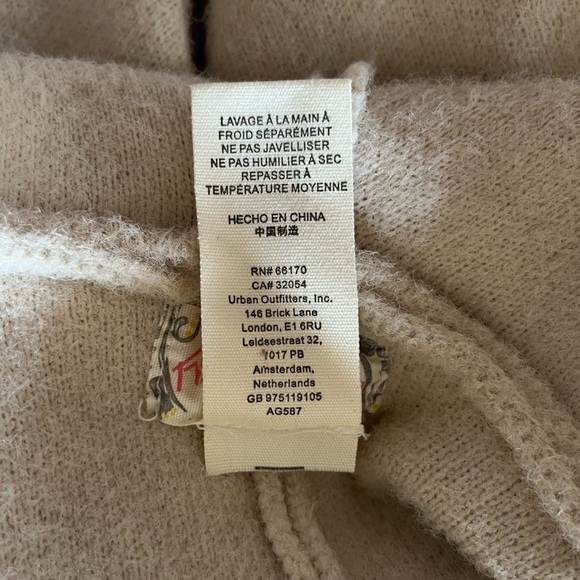 LAVAGE À LA MAIN À
FROID SÉPARÉMENT
NE PAS JAVELLISER
NE PAS HUMILIER À SEC
REPASSER À
TEMPÉRATURE MOYENNE
HECHO EN CHINA
中国制造
RN# 66170
CA# 32054
Urban Outfitters, Inc.
146 Brick Lane
London, E1 6RU
Leidsestraat 32,
1017 PB
Amsterdam,
Netherlands
GB 975119105
AG587